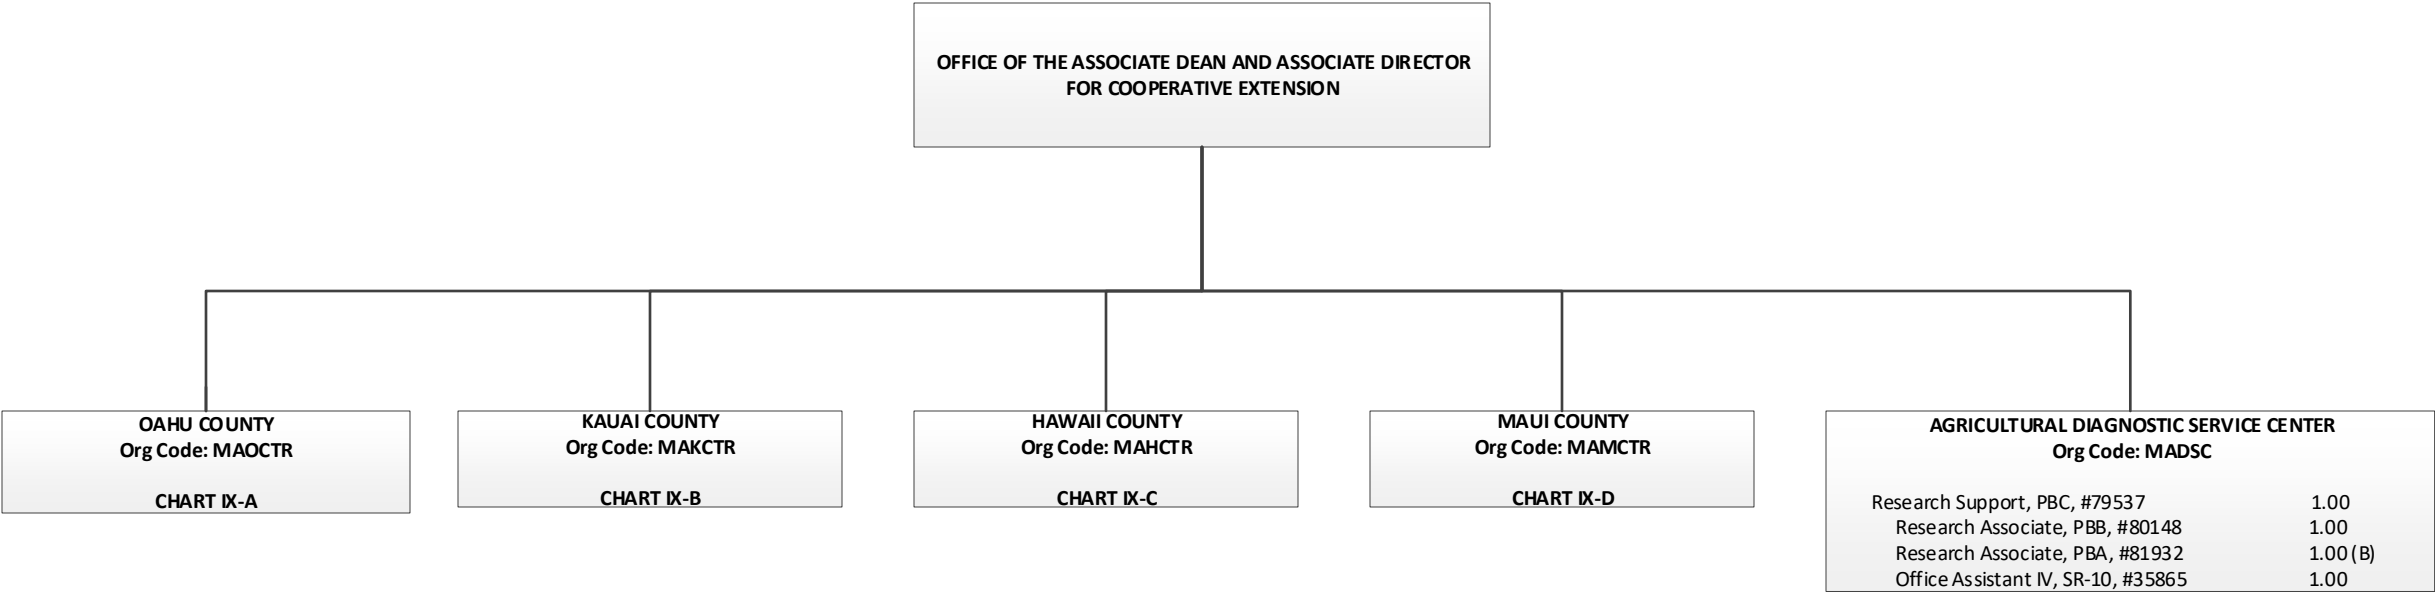 OFFICE OF THE ASSOCIATE DEAN AND ASSOCIATE DIRECTOR
FOR COOPERATIVE EXTENSION
OAHU COUNTY
Org Code: MAOCTR
CHART IX-A
KAUAI COUNTY
Org Code: MAKCTR
CHART IX-B
HAWAII COUNTY
Org Code: MAHCTR
CHART IX-C
MAUI COUNTY
Org Code: MAMCTR
CHART IX-D
AGRICULTURAL DIAGNOSTIC SERVICE CENTER
Org Code: MADSC
Research Support, PBC, #79537 1.00
Research Associate, PBB, #80148 1.00
Research Associate, PBA, #81932 1.00 (B)
Office Assistant IV, SR-10, #35865 1.00